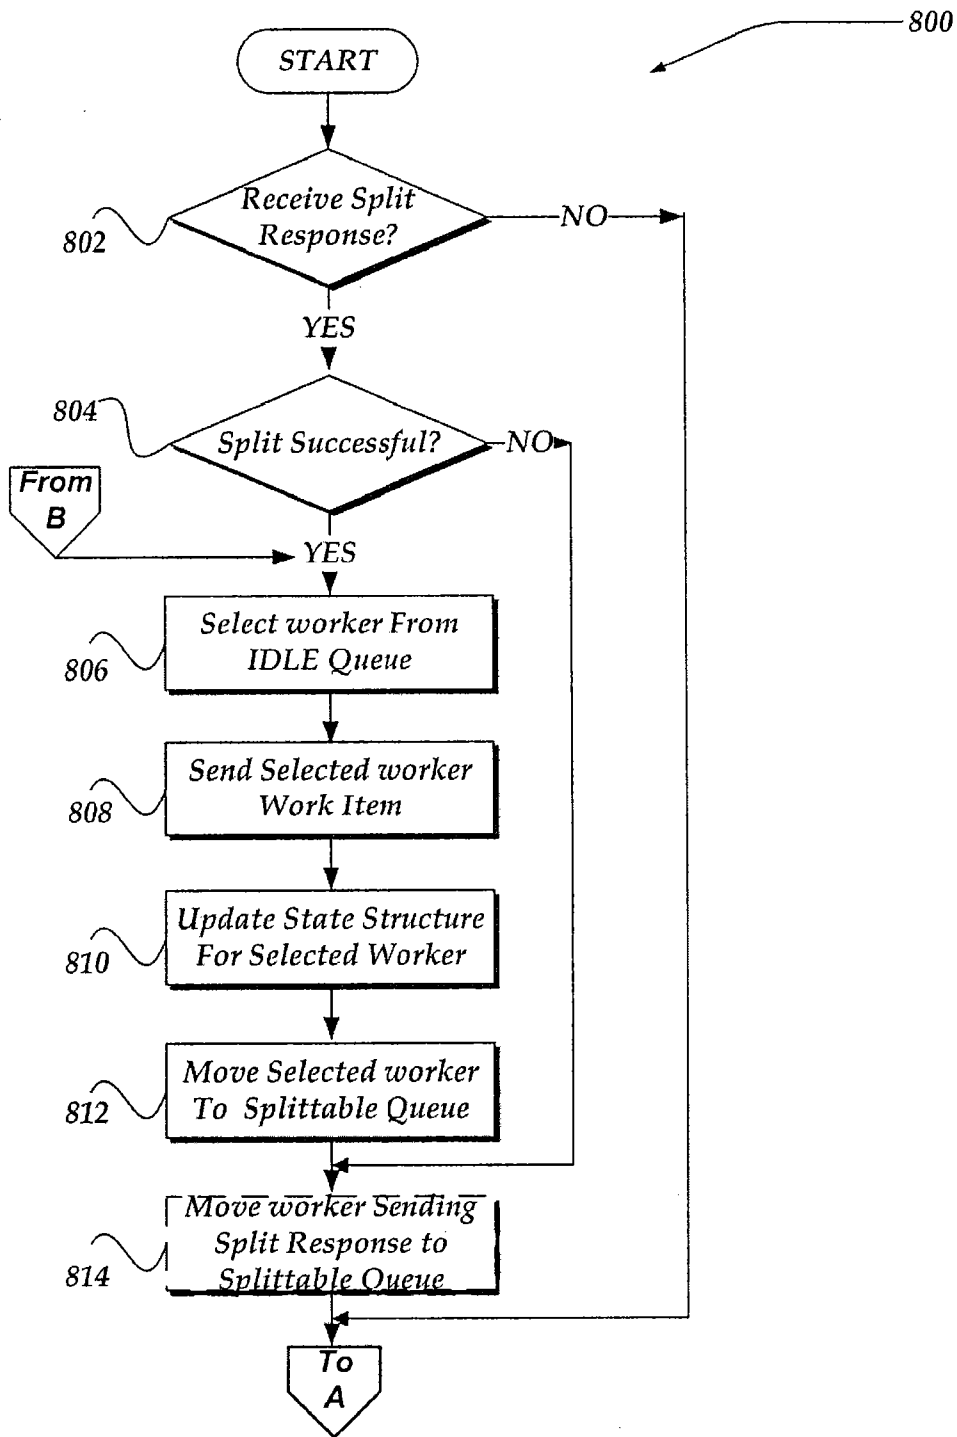 800
START
Receive Split
Response?
802
NO
YES
804
Split Successful?
NO
From
B
YES
Select worker From
IDLE Queue
806
Send Selected worker
Work Item
808
Update State Structure
For Selected Worker
810
Move Selected worker
To Splittable Queue
812
Move worker Sending
Split Response to
Splittable Queue
814
To
A